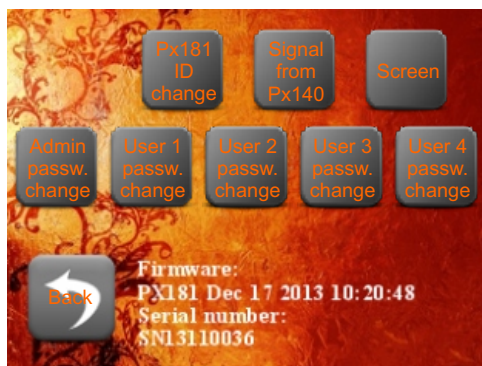 Px181
ID
change
Signal
from
Px140
Screen
Admin
passw.
change
User 1
passw.
change
User 2
passw.
change
User 3
passw.
change
User 4
passw.
change
Back
Firmware:
PX181 Dec 17 2013 10:20:48
Serial number:
SN13110036